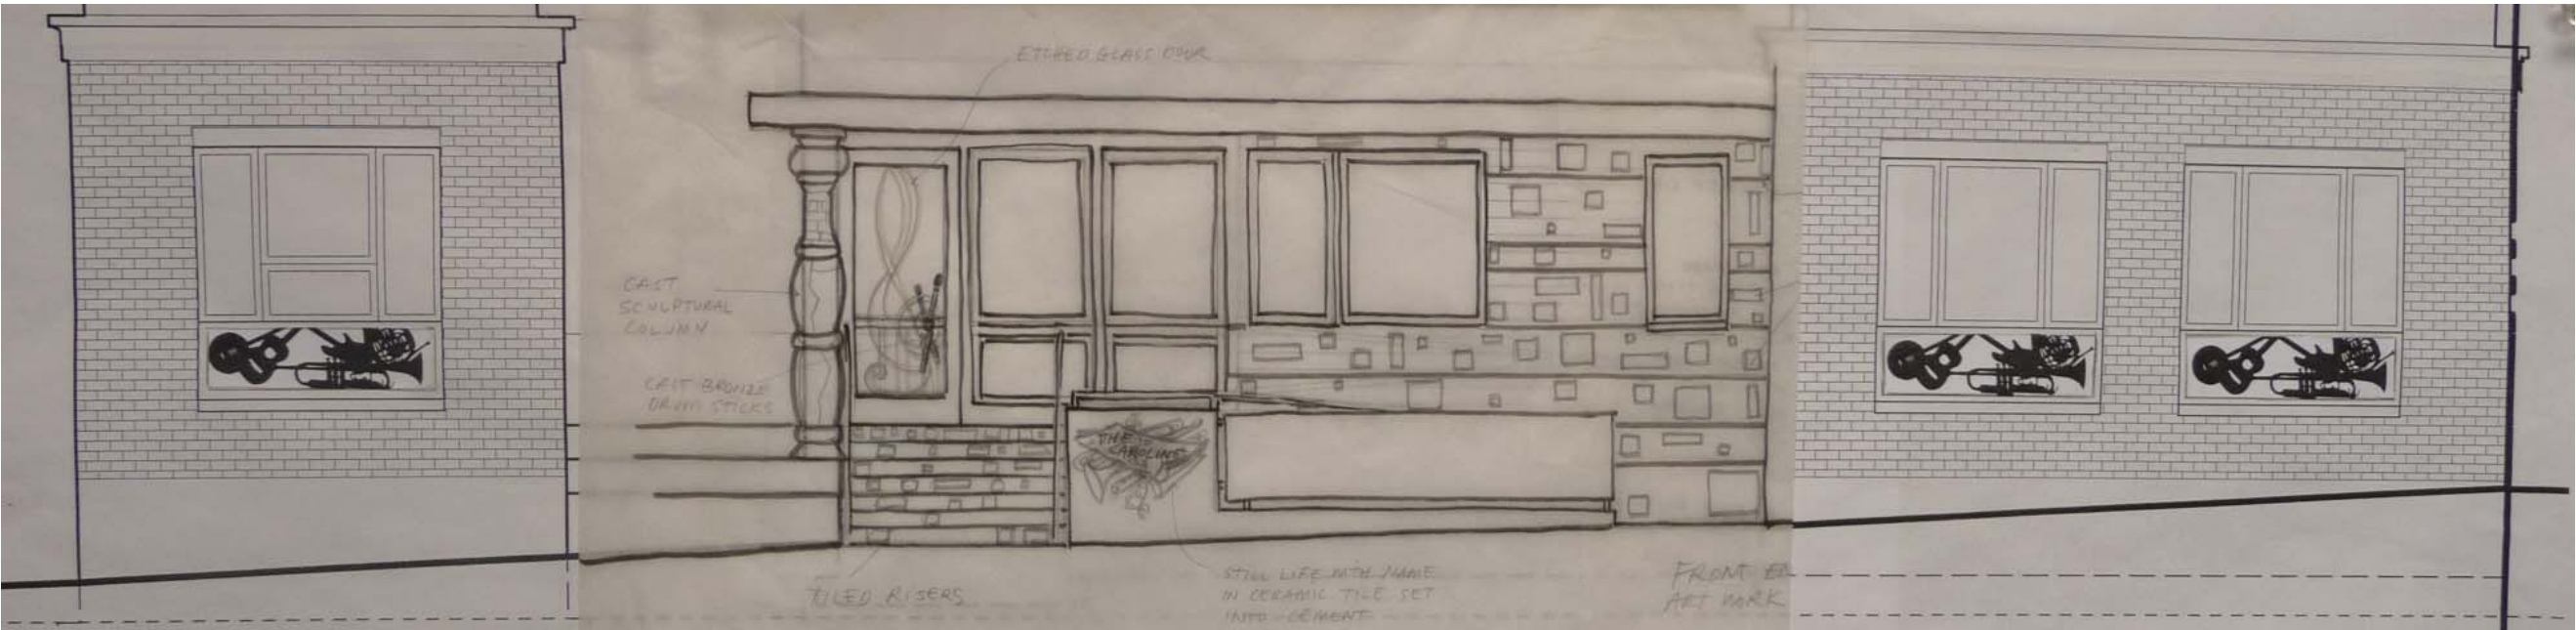 ETCHED GLASS DOOR
CAST
SCULPTURAL
COLUMN
CAST BRONZE
DRUM STICKS
THE
CAROLINE
TILED RISERS
STILL LIFE WITH NAME
IN CERAMIC TILE SET
INTO CEMENT
FRONT
ART WORK